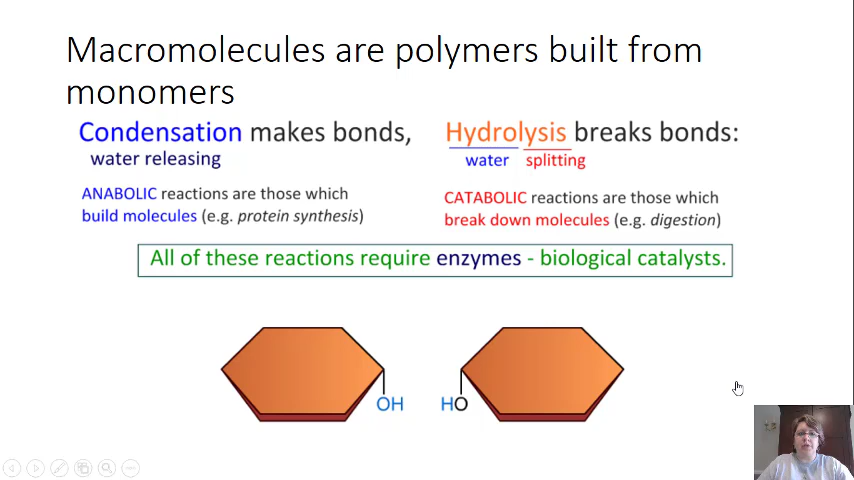 Macromolecules are polymers built from
monomers
Condensation makes bonds,
water releasing
ANABOLIC reactions are those which
build molecules (e.g. protein synthesis)
Hydrolysis breaks bonds:
water splitting
CATABOLIC reactions are those which
break down molecules (e.g. digestion)
All of these reactions require enzymes - biological catalysts.
OH
HO